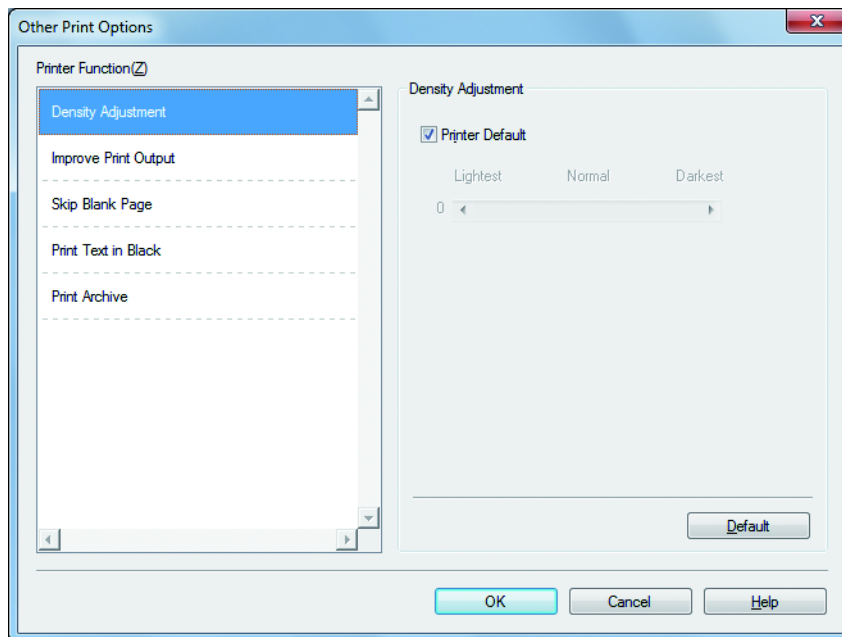 Other Print Options
Printer Function(Z)
Density Adjustment
Improve Print Output
Skip Blank Page
Print Text in Black
Print Archive
Density Adjustment
Printer Default
Lightest Normal Darkest
0
Default
OK Cancel Help